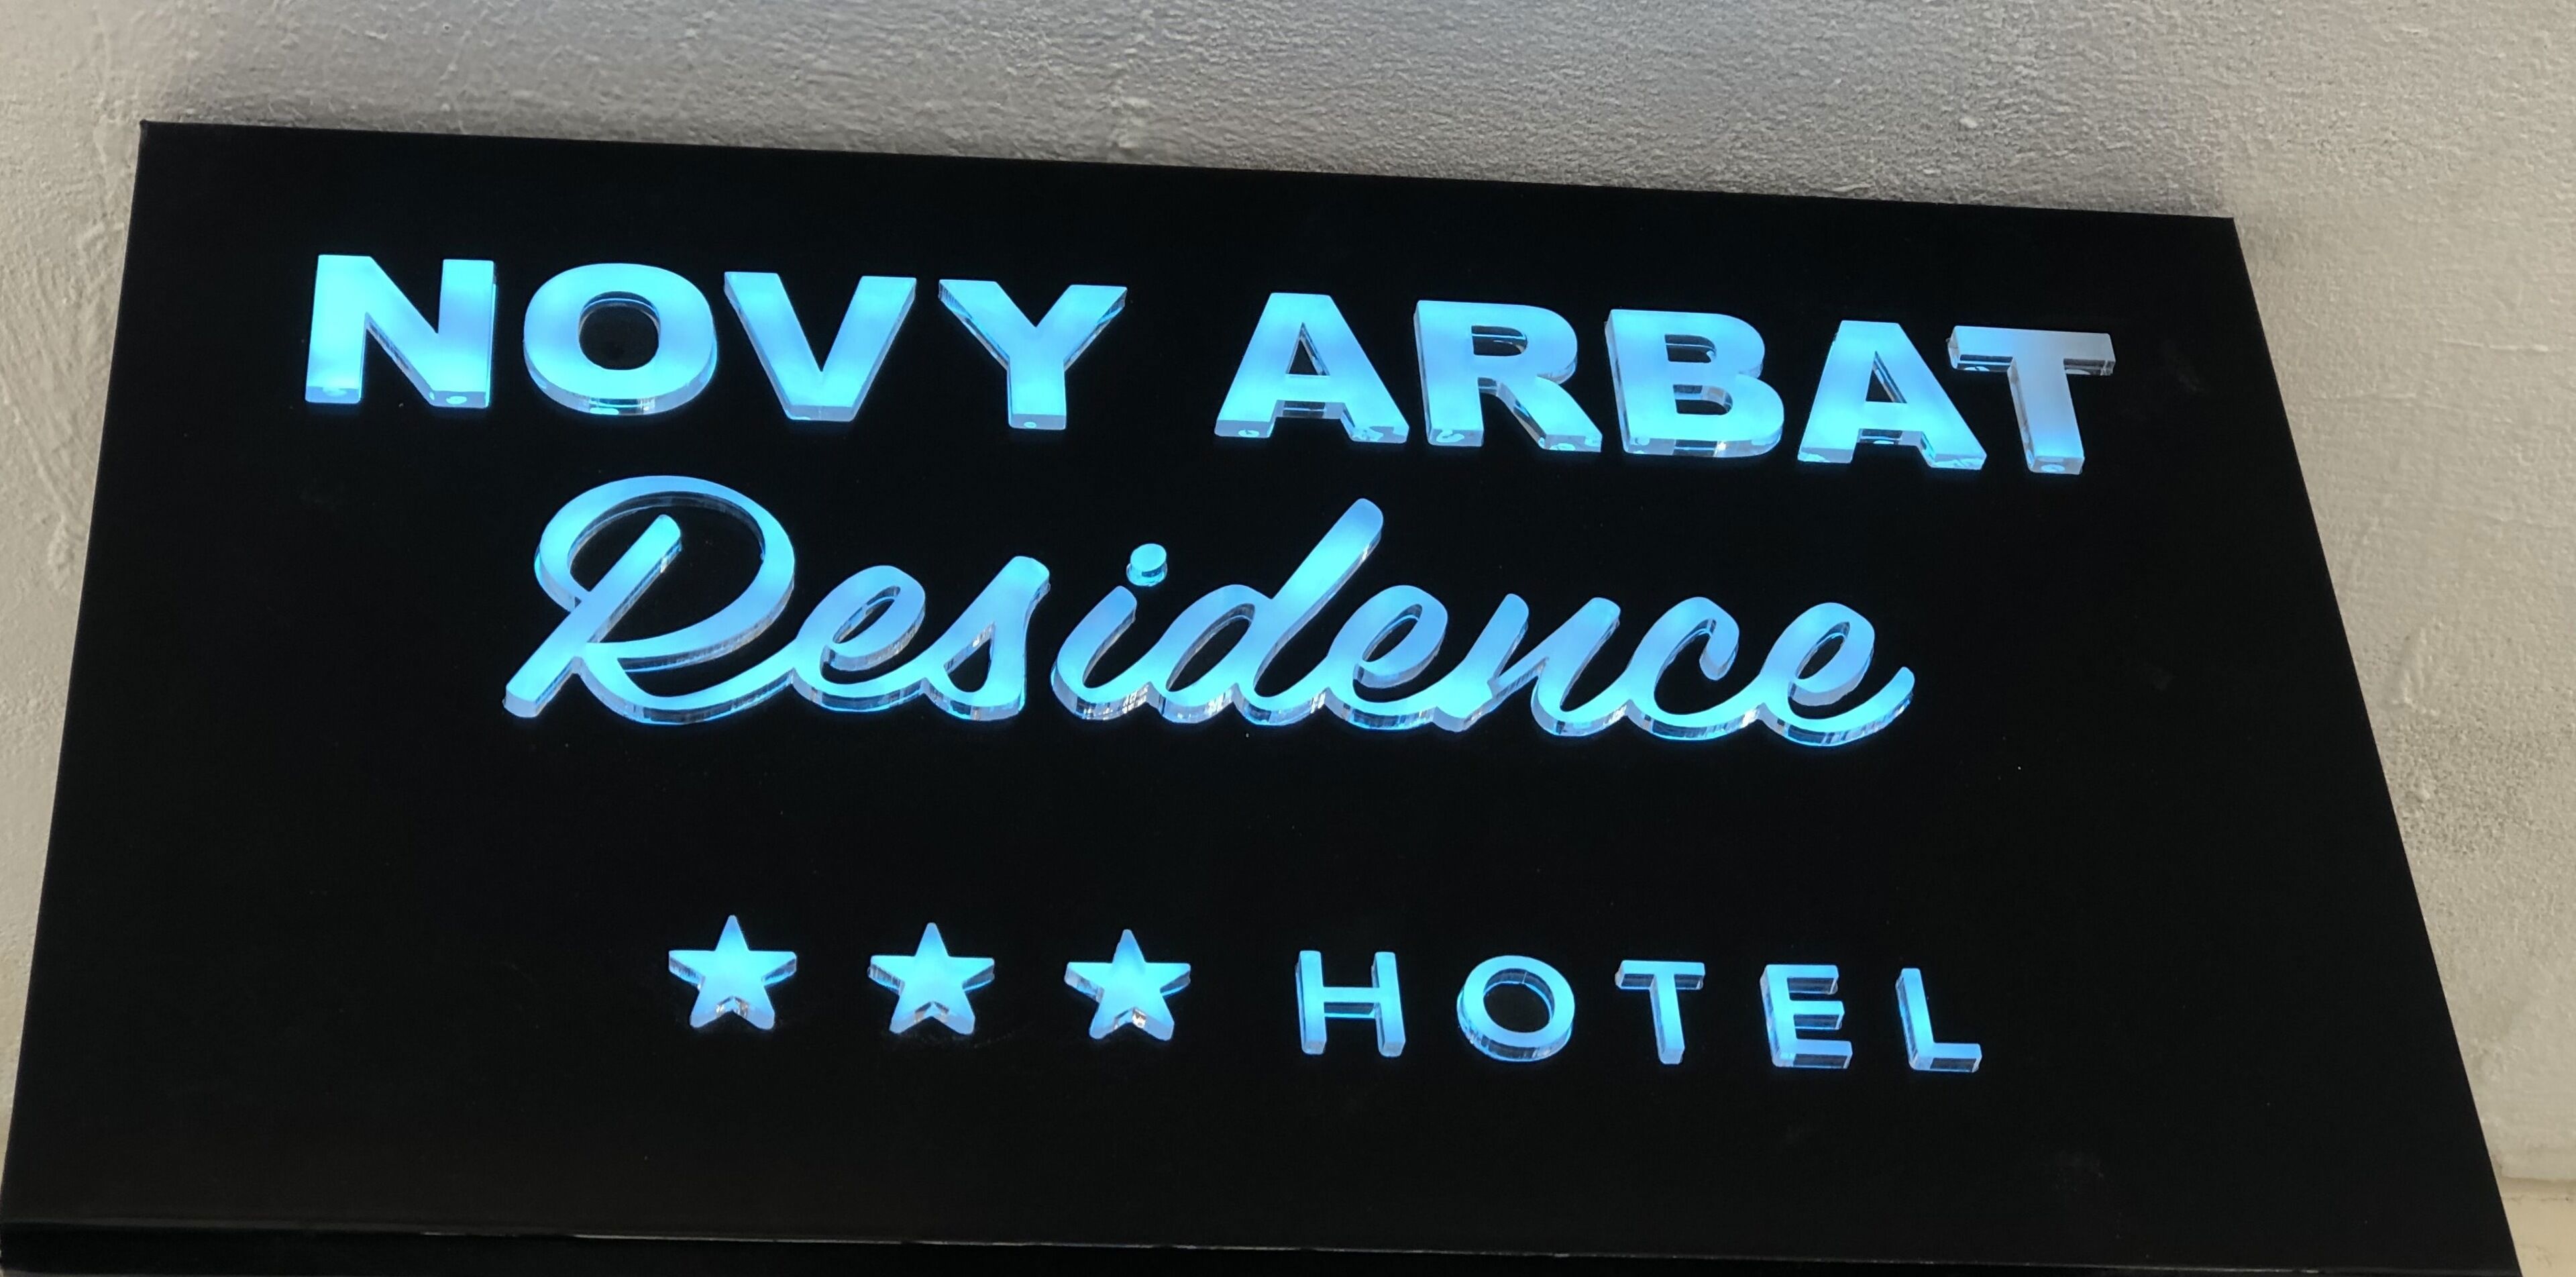 NOVY ARBAT
Residence
★ ★ ★ HOTEL